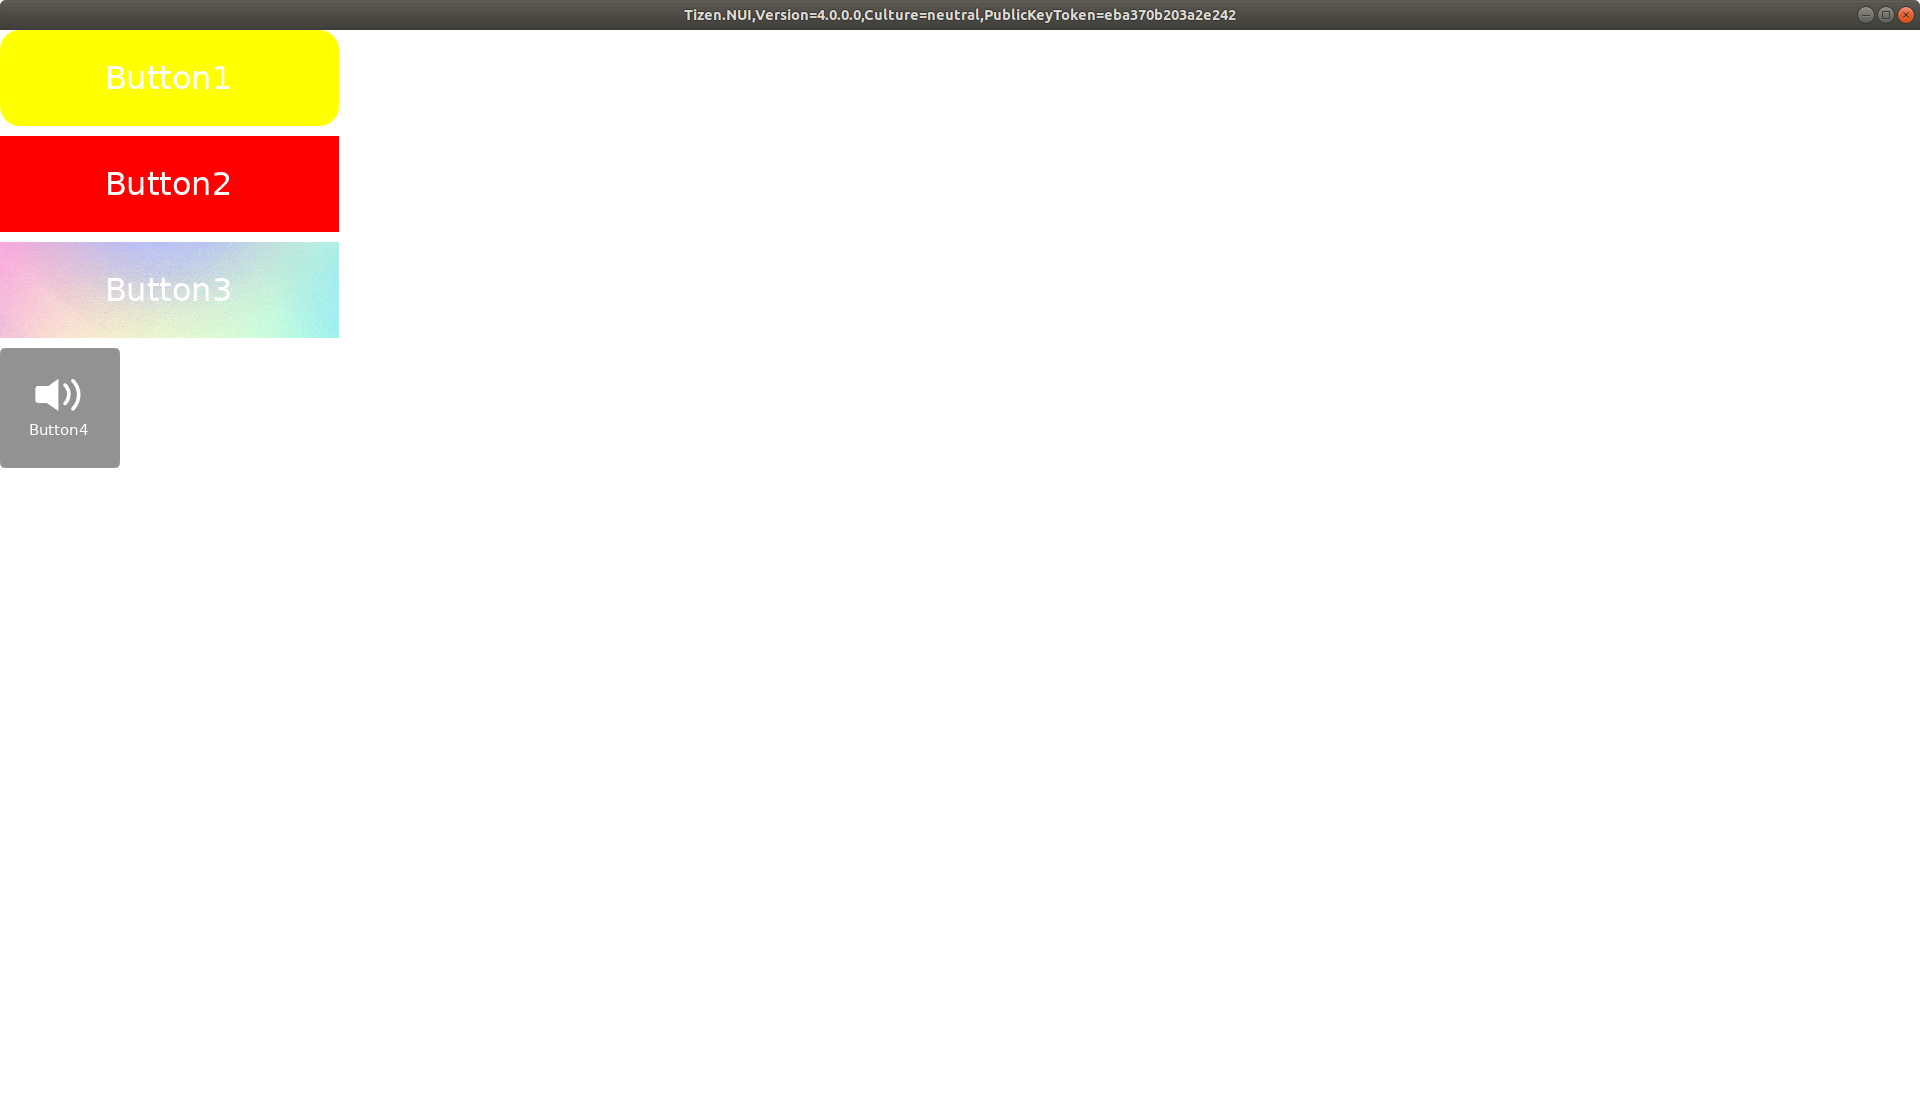 Tizen.NUI,Version=4.0.0.0,Culture=neutral,PublicKeyToken=eba370b203a2e242
Button1
Button2
Button3
Button4